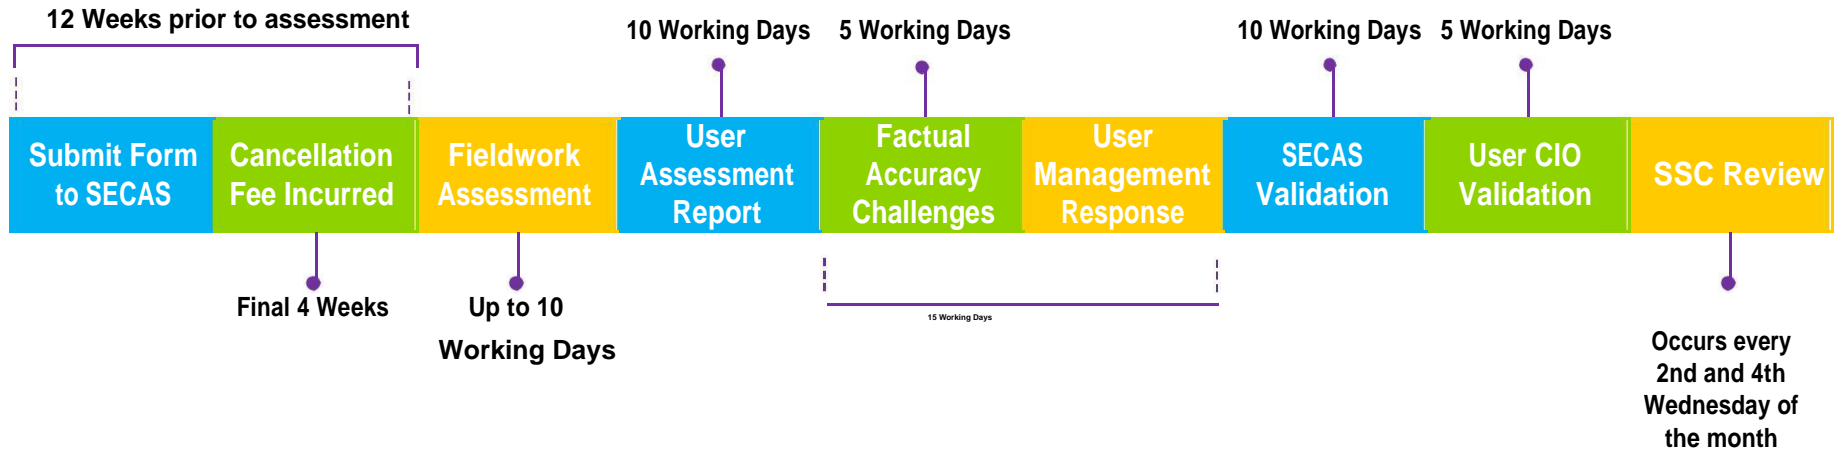 12 Weeks prior to assessment
10 Working Days
5 Working Days
10 Working Days
5 Working Days
Submit Form
to SECAS
Cancellation
Fee Incurred
Fieldwork
Assessment
User
Assessment
Report
Factual
Accuracy
Challenges
User
Management
Response
SECAS
Validation
User CIO
Validation
SSC Review
Final 4 Weeks
Up to 10
Working Days
15 Working Days
Occurs every
2nd and 4th
Wednesday of
the month